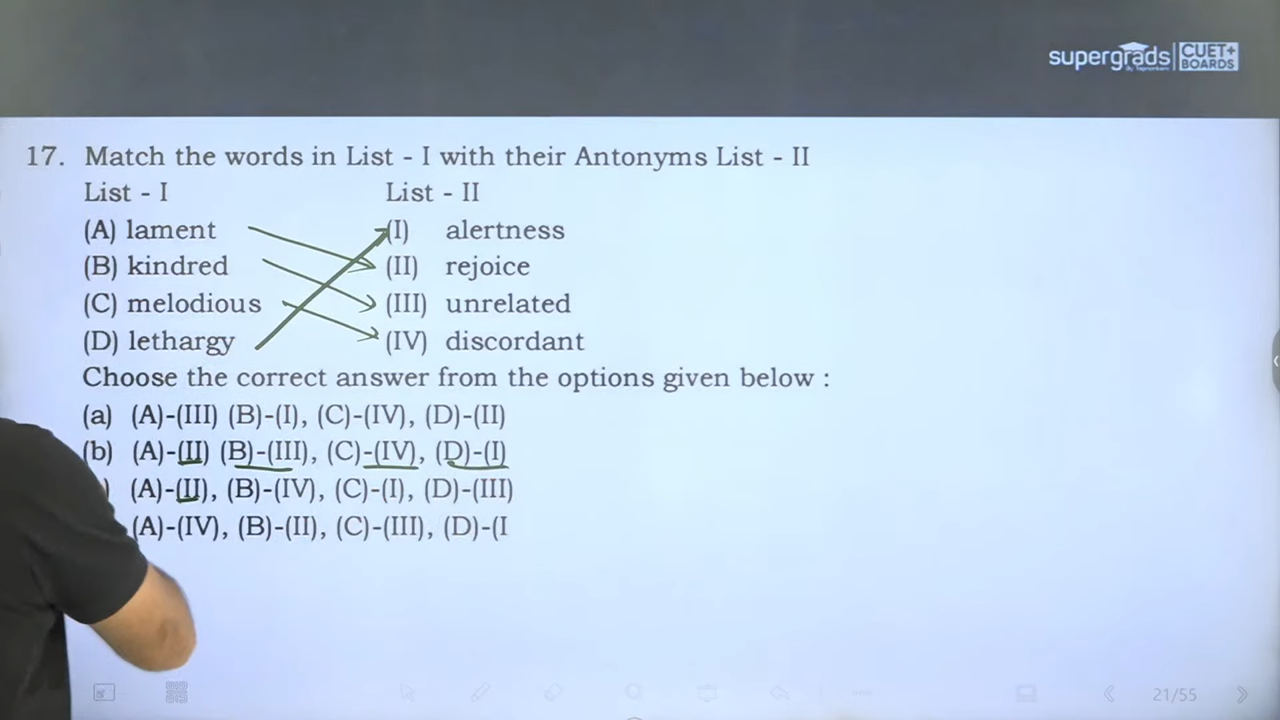 supergrads CUET+
By Toprankers BOARDS
17. Match the words in List - I with their Antonyms List - II
List - I List - II
(A) lament (I) alertness
(B) kindred (II) rejoice
(C) melodious (III) unrelated
(D) lethargy (IV) discordant
Choose the correct answer from the options given below :
(a) (A)-(III) (B)-(I), (C)-(IV), (D)-(II)
(b) (A)-(II) (B)-(III), (C)-(IV), (D)-(I)
) (A)-(II), (B)-(IV), (C)-(I), (D)-(III)
(A)-(IV), (B)-(II), (C)-(III), (D)-(I
21/55